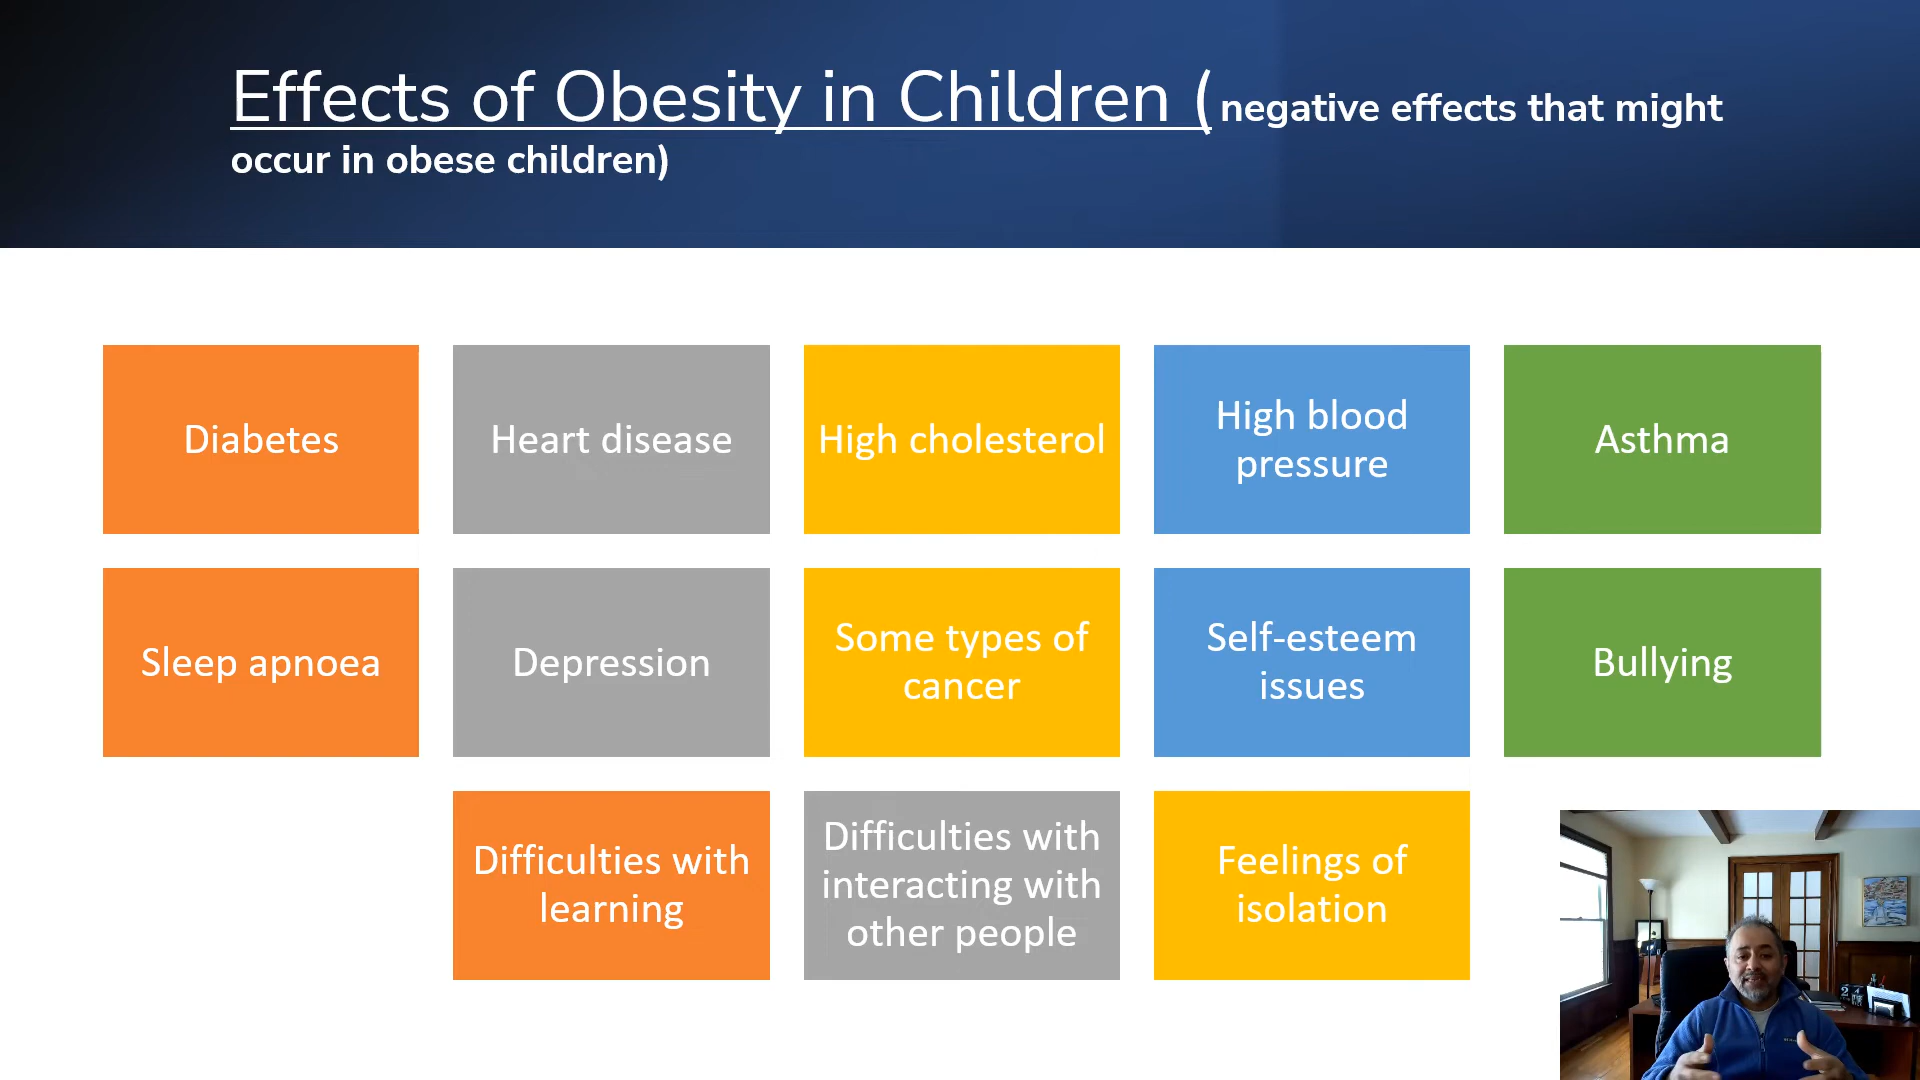 Effects of Obesity in Children ( negative effects that might
occur in obese children)
Diabetes
Heart disease
High cholesterol
High blood
pressure
Asthma
Sleep apnoea
Depression
Some types of
cancer
Self-esteem
issues
Bullying
Difficulties with
learning
Difficulties with
interacting with
other people
Feelings of
isolation